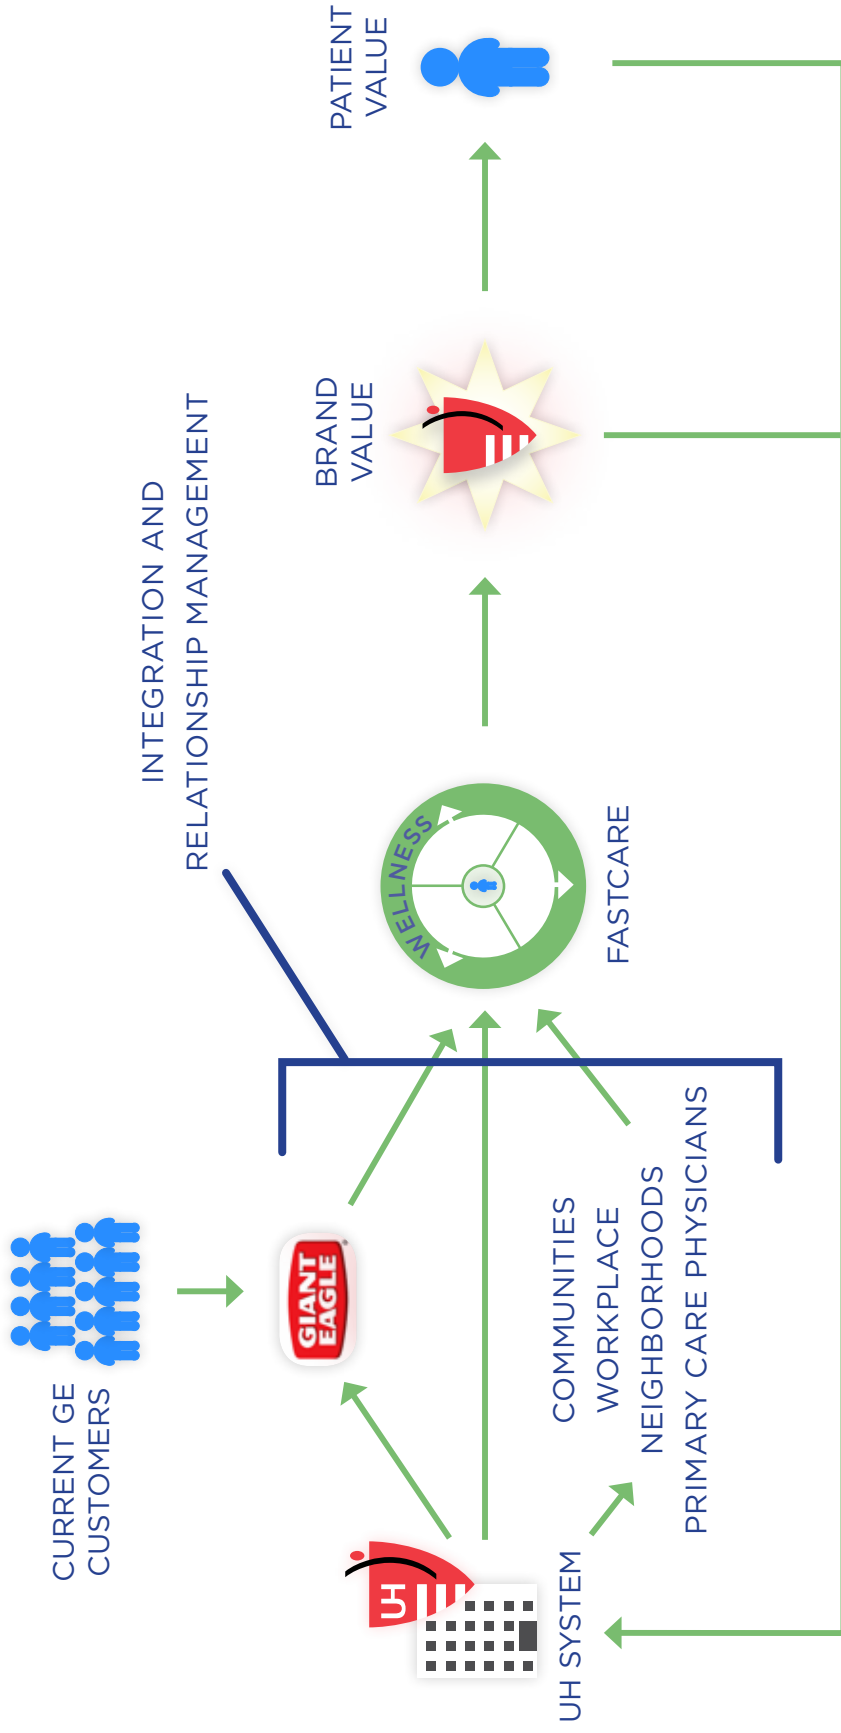 CURRENT GE
CUSTOMERS
INTEGRATION AND
RELATIONSHIP MANAGEMENT
GIANT
EAGLE
UH
UH SYSTEM
COMMUNITIES
WORKPLACE
NEIGHBORHOODS
PRIMARY CARE PHYSICIANS
WELLNESS
FASTCARE
BRAND
VALUE
PATIENT
VALUE